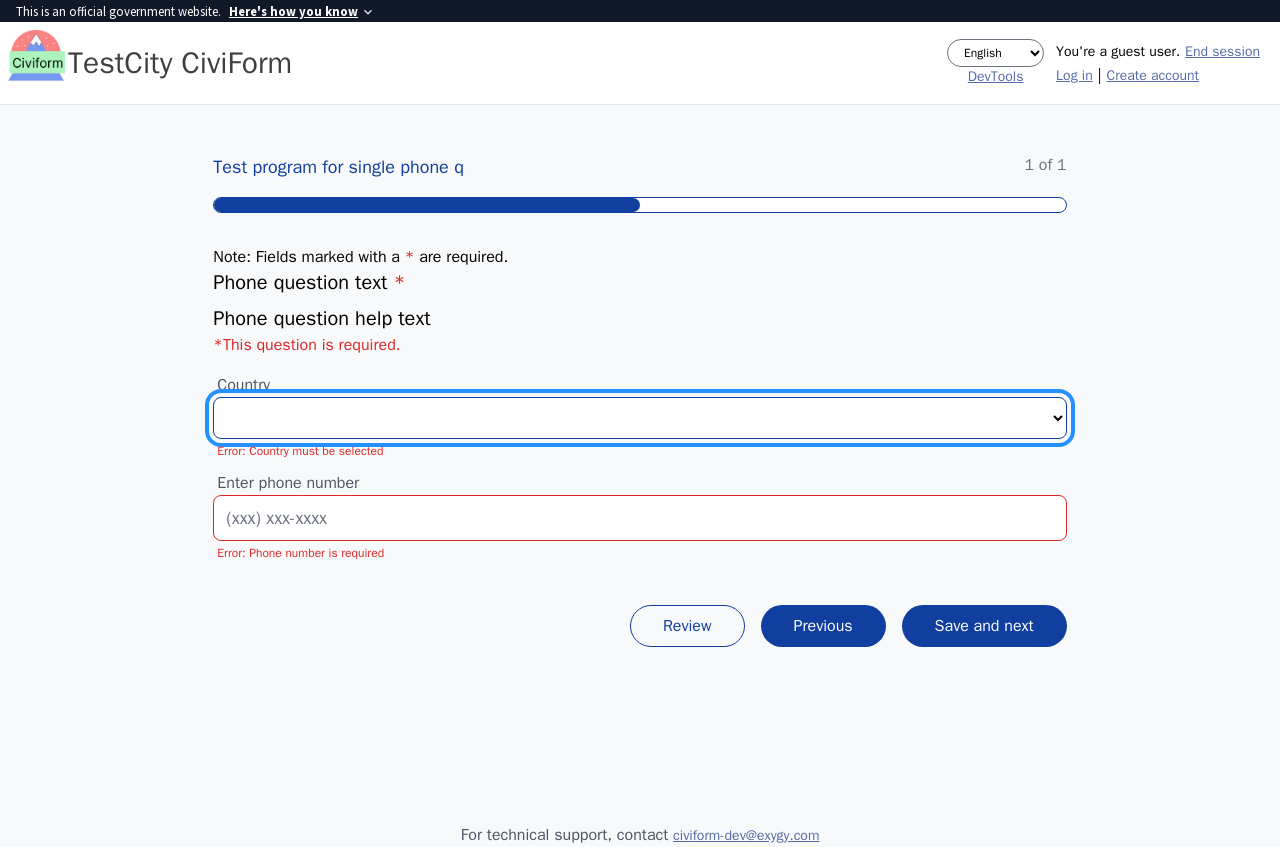 This is an official government website. Here's how you know
Civiform
TestCity CiviForm
English
DevTools
You're a guest user. End session
Log in | Create account
Test program for single phone q
1 of 1
Note: Fields marked with a * are required.
Phone question text *
Phone question help text
*This question is required.
Country
Error: Country must be selected
Enter phone number
(xxx) xxx-xxxx
Error: Phone number is required
Review
Previous
Save and next
For technical support, contact civiform-dev@exygy.com